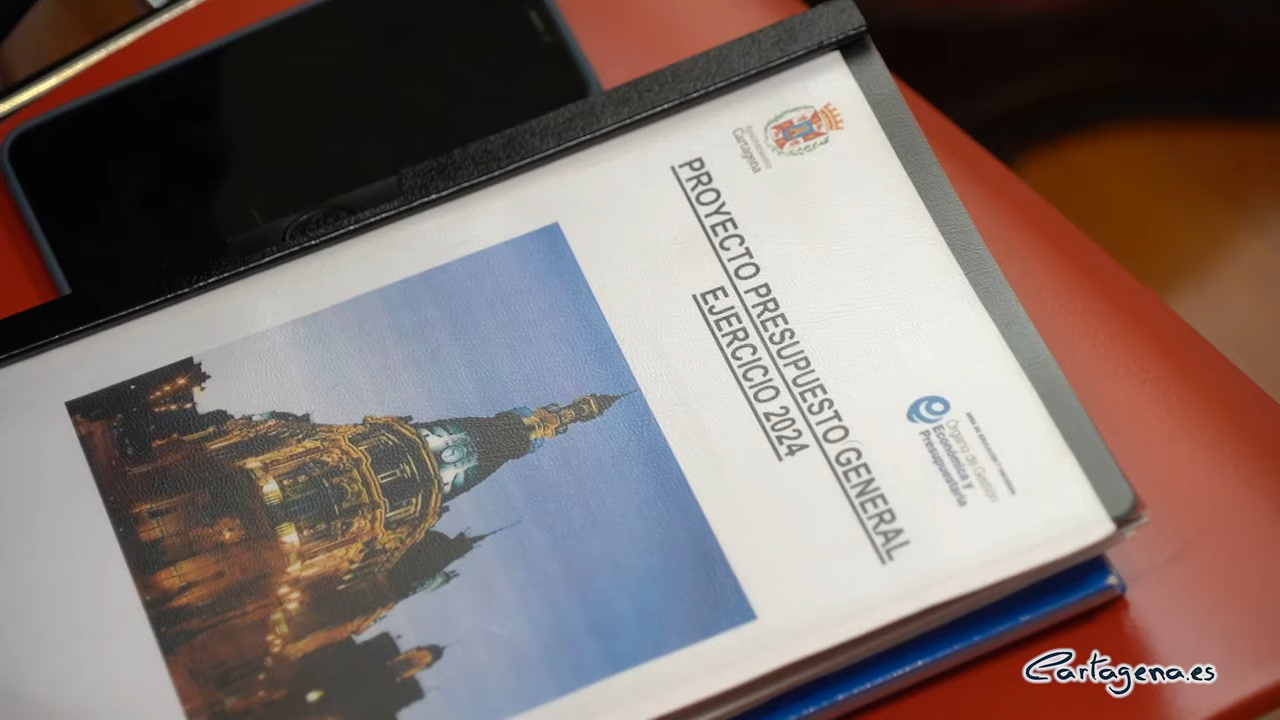 Ayuntamiento
Cartagena
PROYECTO PRESUPUESTO GENERAL
EJERCICIO 2024
Órgano de Gestión
Económica y
Presupuestaria
Cartagena.es